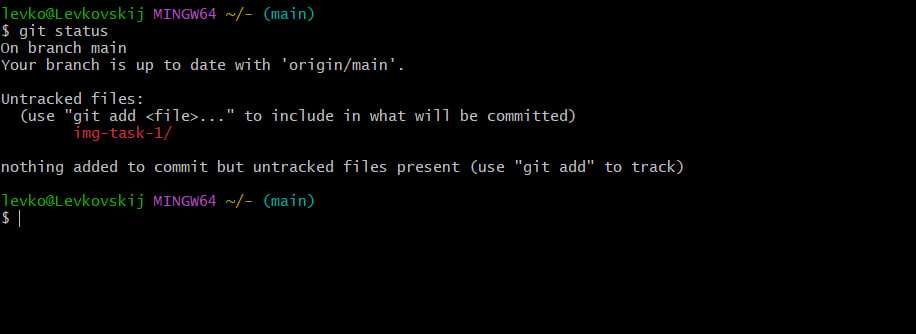 levko@Levkovskij MINGW64 ~/- (main)
$ git status
On branch main
Your branch is up to date with 'origin/main'.
Untracked files:
(use "git add <file>..." to include in what will be committed)
img-task-1/
nothing added to commit but untracked files present (use "git add" to track)
levko@Levkovskij MINGW64 ~/- (main)
$